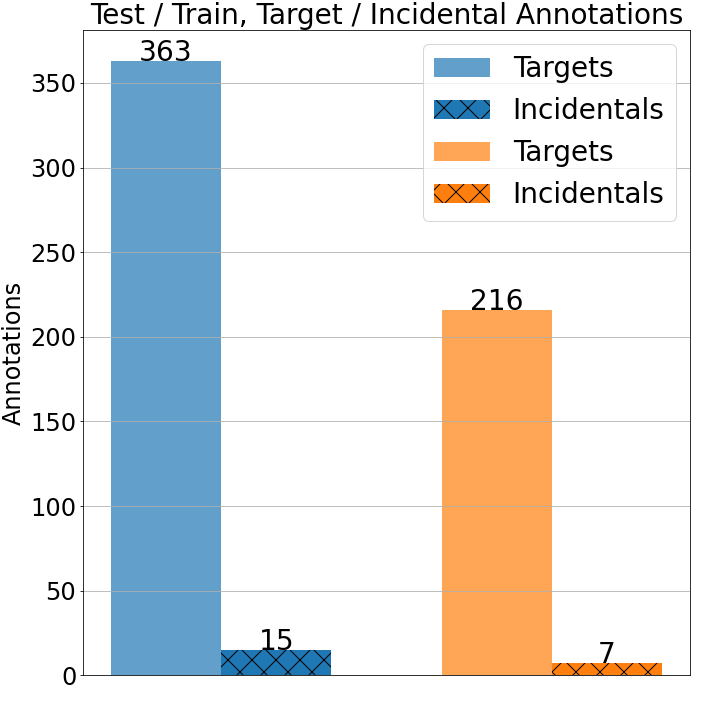 Test / Train, Target / Incidental Annotations
363
Targets
350
Incidentals
Targets
300
Incidentals
250
216
Annotations
200
150
100
50
15
7
0